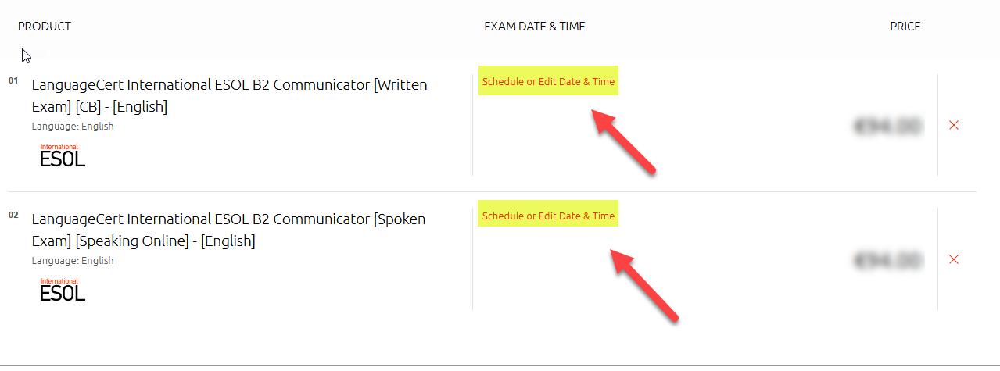 PRODUCT EXAM DATE & TIME PRICE
01 LanguageCert International ESOL B2 Communicator [Written
Exam] [CB] - [English]
Language: English
International
ESOL
Schedule or Edit Date & Time
02 LanguageCert International ESOL B2 Communicator [Spoken
Exam] [Speaking Online] - [English]
Language: English
International
ESOL
Schedule or Edit Date & Time